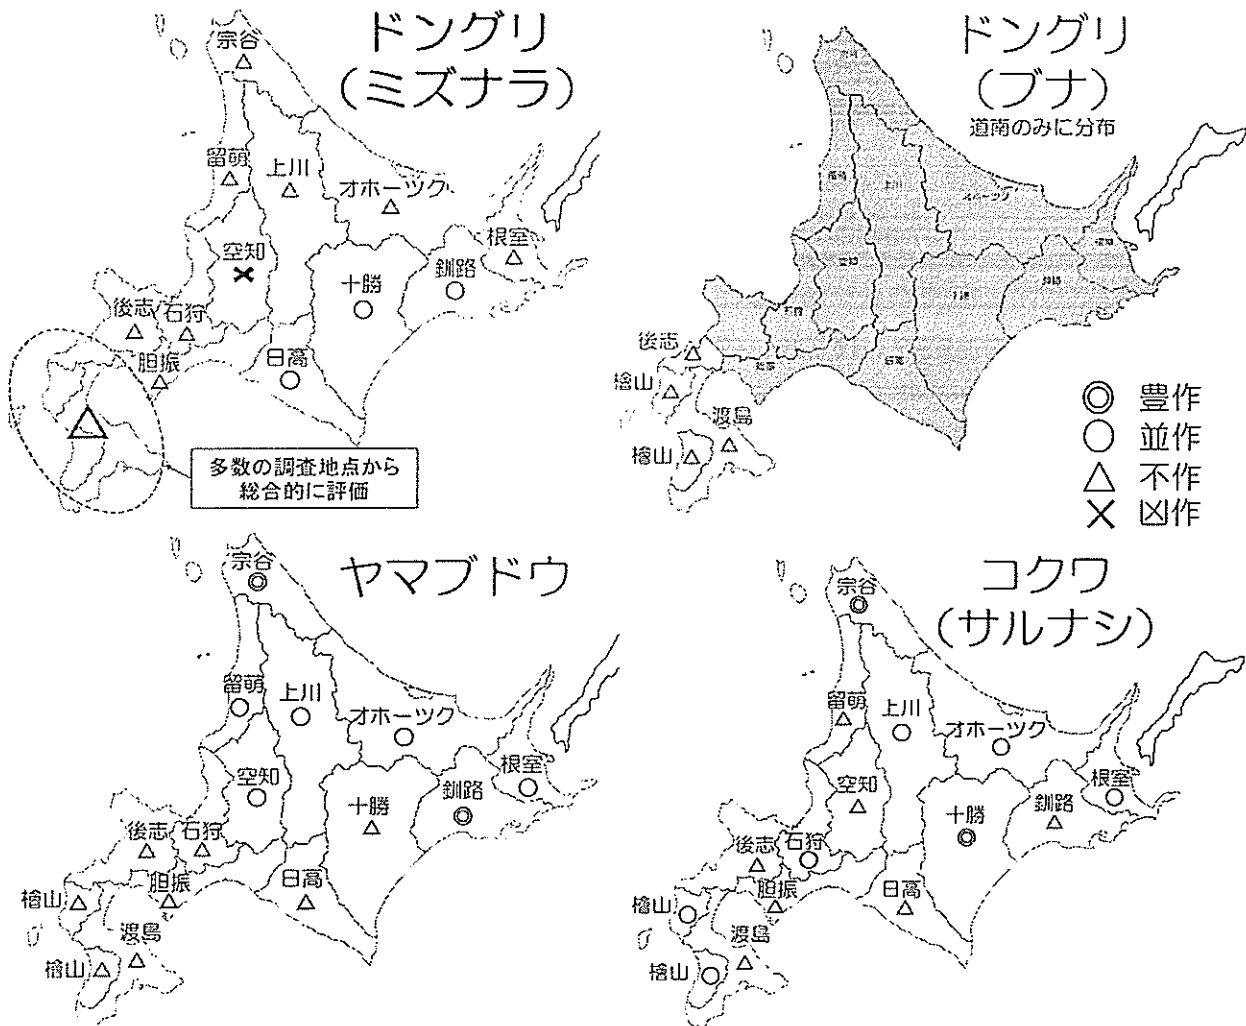 ドングリ
(ミズナラ)
宗谷
△
留萌
△
上川
△
オホーツク
△
空知
×
根室
△
釧路
○
十勝
○
後志
△
石狩
△
胆振
△
日高
○
△
多数の調査地点から
総合的に評価
ドングリ
(ブナ)
道南のみに分布
上川
オホーツク
後志
△
檜山
△
渡島
△
檜山
△
◎ 豊作
○ 並作
△ 不作
× 凶作
ヤマブドウ
宗谷
◎
留萌
○
上川
○
オホーツク
○
空知
○
根室
○
釧路
◎
十勝
△
後志
△
石狩
△
胆振
△
日高
△
檜山
△
渡島
△
檜山
△
コクワ
(サルナシ)
宗谷
◎
留萌
△
上川
○
オホーツク
○
空知
△
根室
○
釧路
△
十勝
◎
後志
△
石狩
○
胆振
△
日高
△
檜山
○
渡島
△
檜山
○